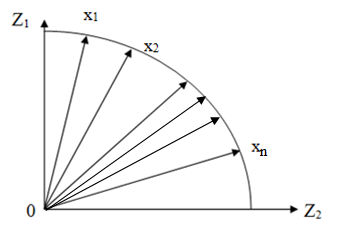 Z₁
x₁
x₂
xₙ
0
Z₂